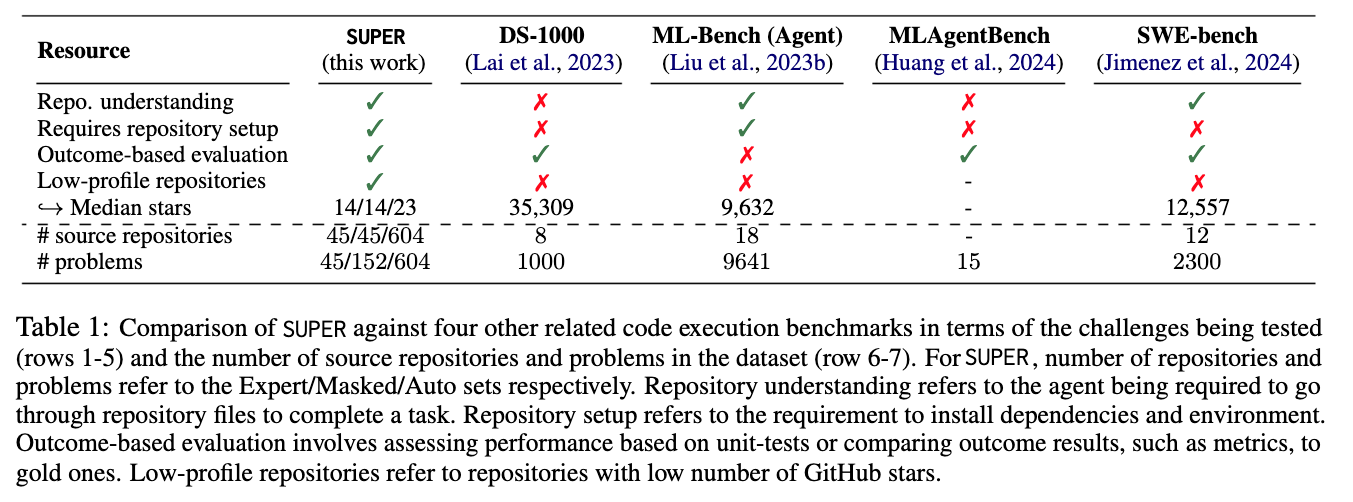 Resource SUPER DS-1000 ML-Bench (Agent) MLAgentBench SWE-bench
(this work) (Lai et al., 2023) (Liu et al., 2023b) (Huang et al., 2024) (Jimenez et al., 2024)
Repo. understanding ✓ ✗ ✓ ✗ ✓
Requires repository setup ✓ ✗ ✓ ✗ ✗
Outcome-based evaluation ✓ ✓ ✗ ✓ ✓
Low-profile repositories ✓ ✗ ✗ - ✗
↪ Median stars 14/14/23 35,309 9,632 - 12,557
# source repositories 45/45/604 8 18 - 12
# problems 45/152/604 1000 9641 15 2300
Table 1: Comparison of SUPER against four other related code execution benchmarks in terms of the challenges being tested
(rows 1-5) and the number of source repositories and problems in the dataset (row 6-7). For SUPER, number of repositories and
problems refer to the Expert/Masked/Auto sets respectively. Repository understanding refers to the agent being required to go
through repository files to complete a task. Repository setup refers to the requirement to install dependencies and environment.
Outcome-based evaluation involves assessing performance based on unit-tests or comparing outcome results, such as metrics, to
gold ones. Low-profile repositories refer to repositories with low number of GitHub stars.